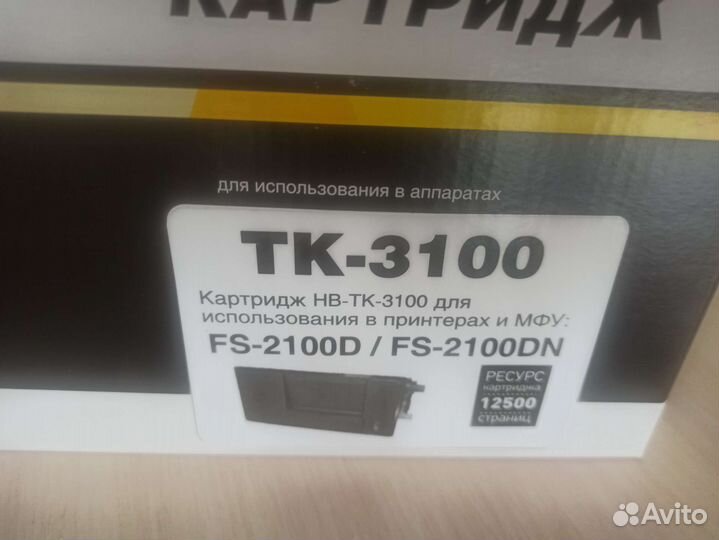 КАРТРИДЖ
для использования в аппаратах
TK-3100
Картридж HB-TK-3100 для
использования в принтерах и МФУ:
FS-2100D / FS-2100DN
РЕСУРС
картриджа
12500
страниц
Avito